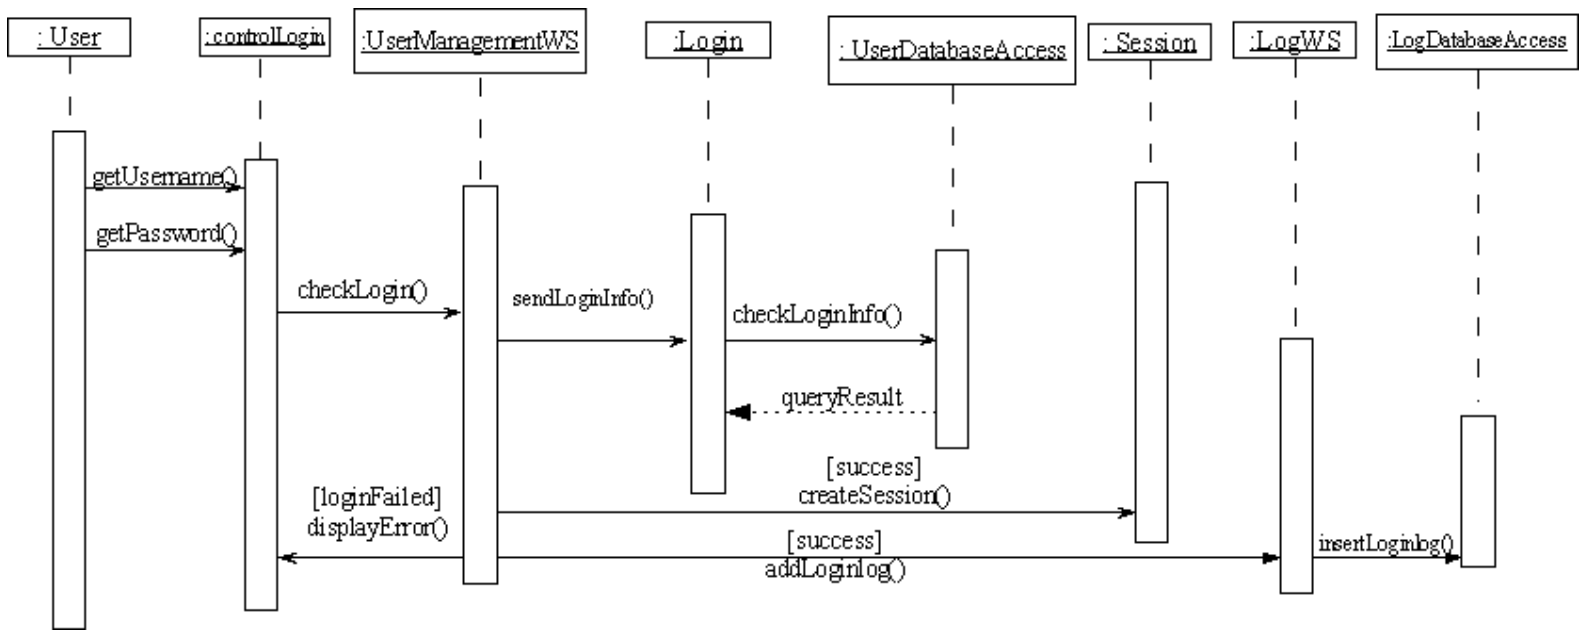 : User
:controlLogin
:UserManagementWS
:Login
: UserDatabaseAccess
: Session
:LogWS
:LogDatabaseAccess
getUsername()
getPassword()
checkLogin()
sendLoginInfo()
checkLoginInfo()
queryResult
[success]
createSession()
[loginFailed]
displayError()
[success]
addLoginlog()
insertLoginlog()